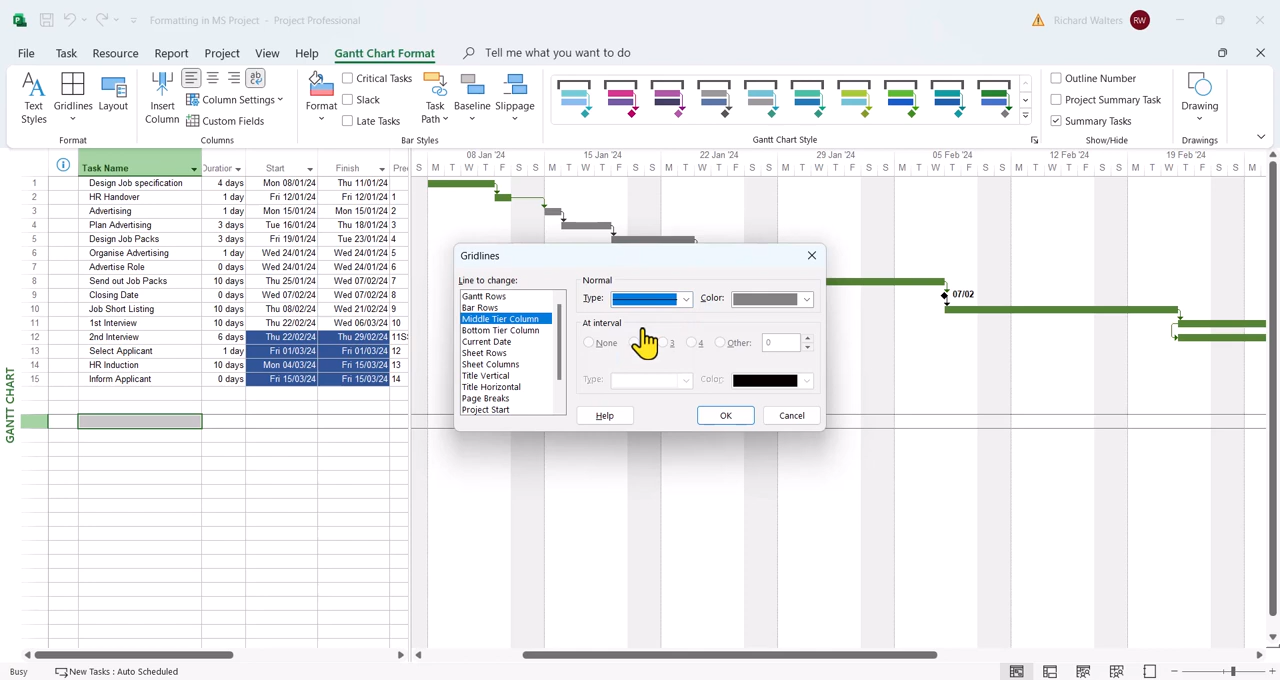 Formatting in MS Project - Project Professional
Richard Walters RW
File Task Resource Report Project View Help Gantt Chart Format Tell me what you want to do
Text Styles Gridlines Layout
Format
Insert Column
Column Settings
Custom Fields
Columns
Format
Critical Tasks
Slack
Late Tasks
Task Path Baseline Slippage
Bar Styles
Gantt Chart Style
Outline Number
Project Summary Task
Summary Tasks
Show/Hide
Drawing
Drawings
08 Jan '24 15 Jan '24 22 Jan '24 29 Jan '24 05 Feb '24 12 Feb '24 19 Feb '24
Task Name Duration Start Finish Pre
S M T W T F S S M T W T F S S M T W T F S S M T W T F S S M T W T F S S M T W T F S S M T W T F S S M
1 Design Job specification 4 days Mon 08/01/24 Thu 11/01/24
2 HR Handover 1 day Fri 12/01/24 Fri 12/01/24 1
3 Advertising 1 day Mon 15/01/24 Mon 15/01/24 2
4 Plan Advertising 3 days Tue 16/01/24 Thu 18/01/24 3
5 Design Job Packs 3 days Fri 19/01/24 Tue 23/01/24 4
6 Organise Advertising 1 day Wed 24/01/24 Wed 24/01/24 5
7 Advertise Role 0 days Wed 24/01/24 Wed 24/01/24 6
8 Send out Job Packs 10 days Thu 25/01/24 Wed 07/02/24 7
9 Closing Date 0 days Wed 07/02/24 Wed 07/02/24 8
10 Job Short Listing 10 days Thu 08/02/24 Wed 21/02/24 9
11 1st Interview 10 days Thu 22/02/24 Wed 06/03/24 10
12 2nd Interview 6 days Thu 22/02/24 Thu 29/02/24 11S
13 Select Applicant 1 day Fri 01/03/24 Fri 01/03/24 12
14 HR Induction 10 days Mon 04/03/24 Fri 15/03/24 13
15 Inform Applicant 0 days Fri 15/03/24 Fri 15/03/24 14
07/02
GANTT CHART
Gridlines
Line to change:
Gantt Rows
Bar Rows
Middle Tier Column
Bottom Tier Column
Current Date
Sheet Rows
Sheet Columns
Title Vertical
Title Horizontal
Page Breaks
Project Start
Normal
Type: Color:
At interval
None 3 4 Other: 0
Type: Color:
Help OK Cancel
Busy New Tasks : Auto Scheduled